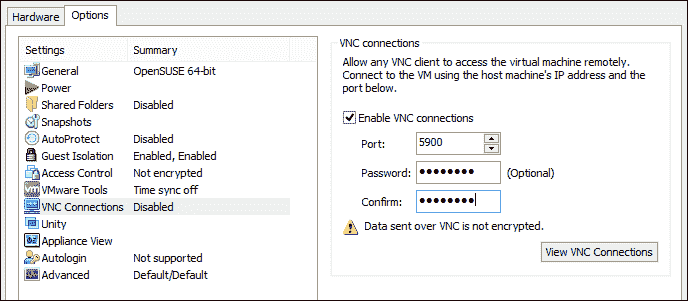 Hardware
Options
Settings Summary
General OpenSUSE 64-bit
Power
Shared Folders Disabled
Snapshots
AutoProtect Disabled
Guest Isolation Enabled, Enabled
Access Control Not encrypted
VMware Tools Time sync off
VNC Connections Disabled
Unity
Appliance View
Autologin Not supported
Advanced Default/Default
VNC connections
Allow any VNC client to access the virtual machine remotely.
Connect to the VM using the host machine's IP address and the
port below.
Enable VNC connections
Port: 5900
Password: ●●●●●●●● (Optional)
Confirm: ●●●●●●●●
Data sent over VNC is not encrypted.
View VNC Connections